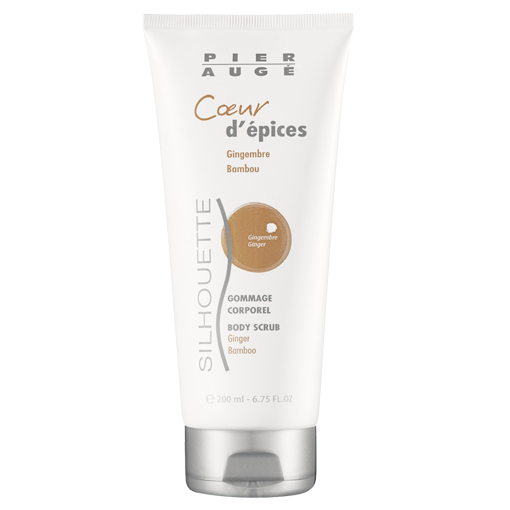 PIER
AUGÉ
Cœur
d'épices
Gingembre
Bambou
SILHOUETTE
Gingembre
Ginger
GOMMAGE
CORPOREL
BODY SCRUB
Ginger
Bamboo
℮ 200 ml - 6.75 FL.OZ